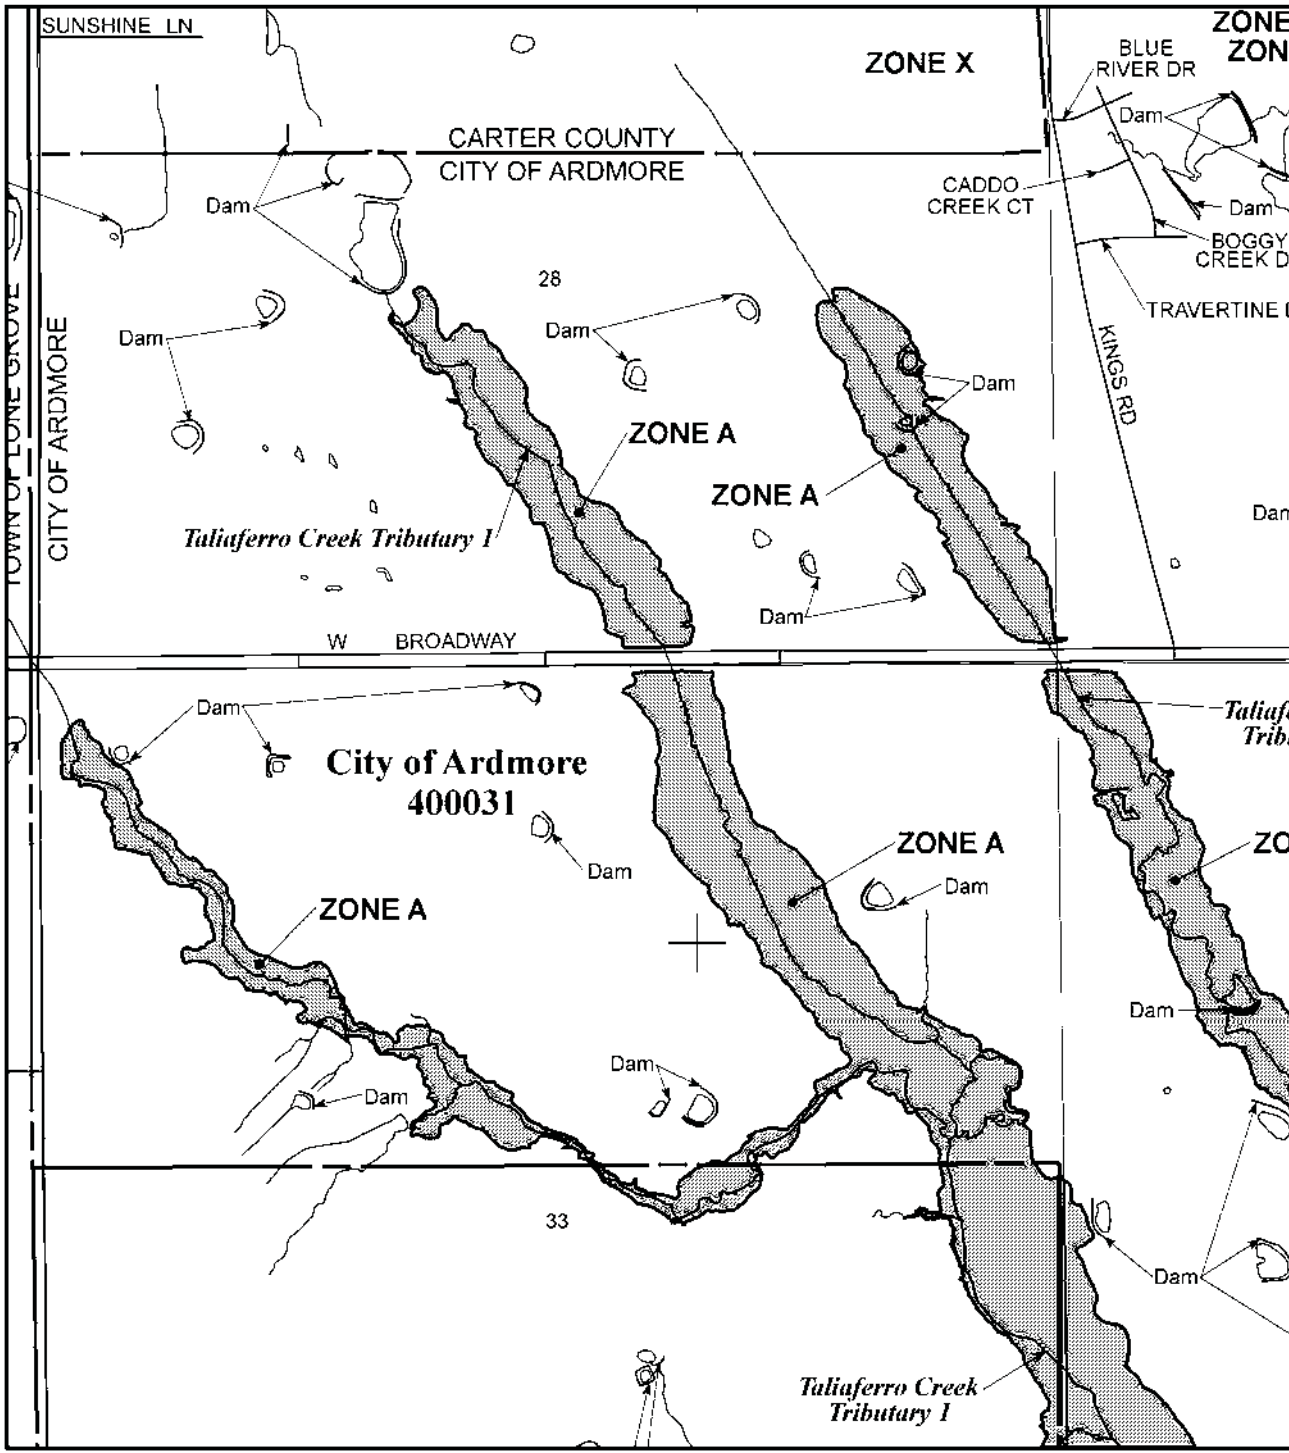 SUNSHINE LN
ZONE X
ZONE
BLUE
RIVER DR
Dam
CARTER COUNTY
CITY OF ARDMORE
CADDO
CREEK CT
Dam
Dam
BOGGY
CREEK D
28
TRAVERTINE
Dam
Dam
KINGS RD
TOWN OF LONE GROVE
CITY OF ARDMORE
Dam
ZONE A
ZONE A
Taliaferro Creek Tributary 1
Dam
W BROADWAY
Dam
City of Ardmore
400031
ZONE A
Dam
Dam
ZONE A
Dam
Dam
Dam
33
Dam
Taliaferro Creek
Tributary 1